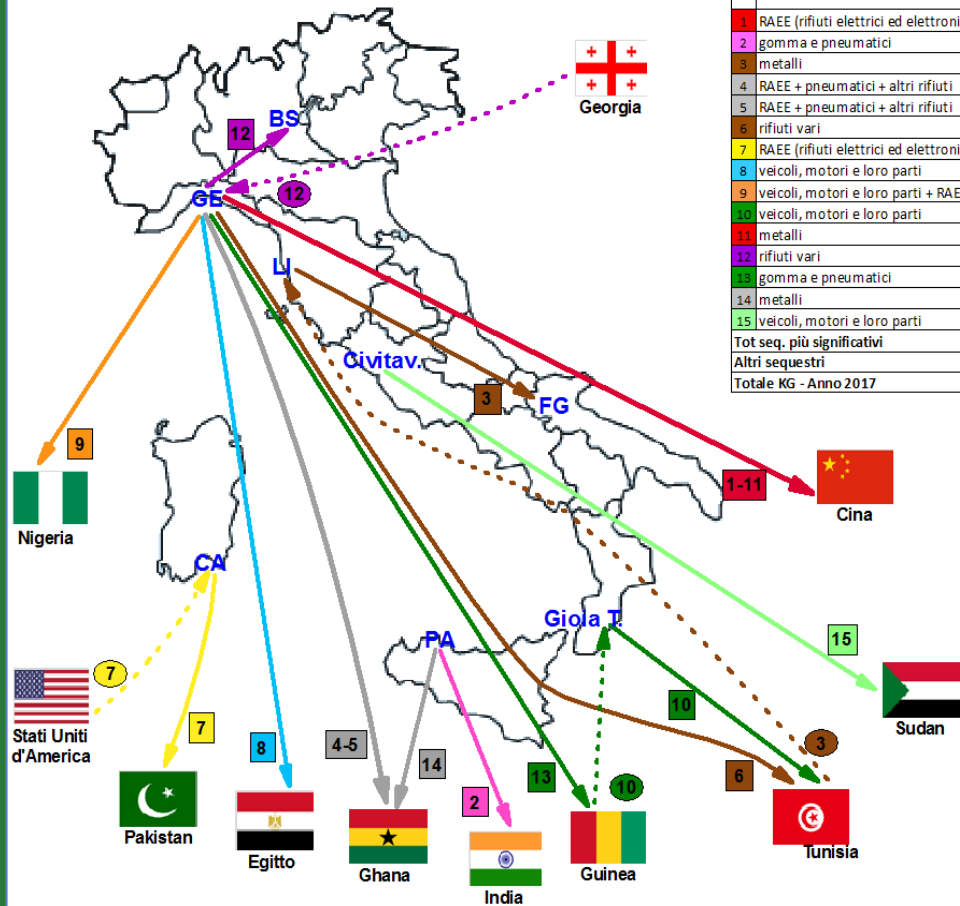 1 RAEE (rifiuti elettrici ed elettroni
2 gomma e pneumatici
3 metalli
4 RAEE + pneumatici + altri rifiuti
5 RAEE + pneumatici + altri rifiuti
6 rifiuti vari
7 RAEE (rifiuti elettrici ed elettroni
8 veicoli, motori e loro parti
9 veicoli, motori e loro parti + RAE
10 veicoli, motori e loro parti
11 metalli
12 rifiuti vari
13 gomma e pneumatici
14 metalli
15 veicoli, motori e loro parti
Tot seq. più significativi
Altri sequestri
Totale KG - Anno 2017
Georgia
BS
12
12
GE
LI
Civitav.
3
FG
9
1-11
Cina
Nigeria
CA
Gioia T.
PA
15
7
Stati Uniti
d'America
7
8
4-5
14
2
13
10
10
6
3
Sudan
Pakistan
Egitto
Ghana
India
Guinea
Tunisia